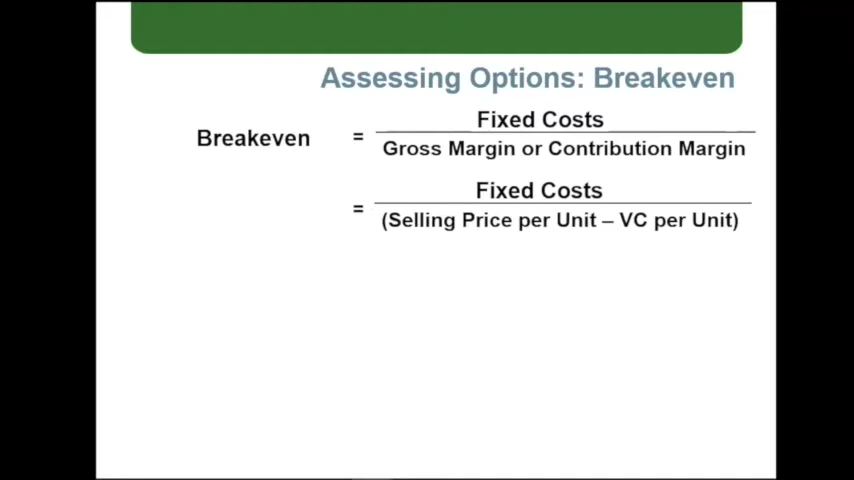 Assessing Options: Breakeven
Breakeven = Fixed Costs
Gross Margin or Contribution Margin
= Fixed Costs
(Selling Price per Unit – VC per Unit)